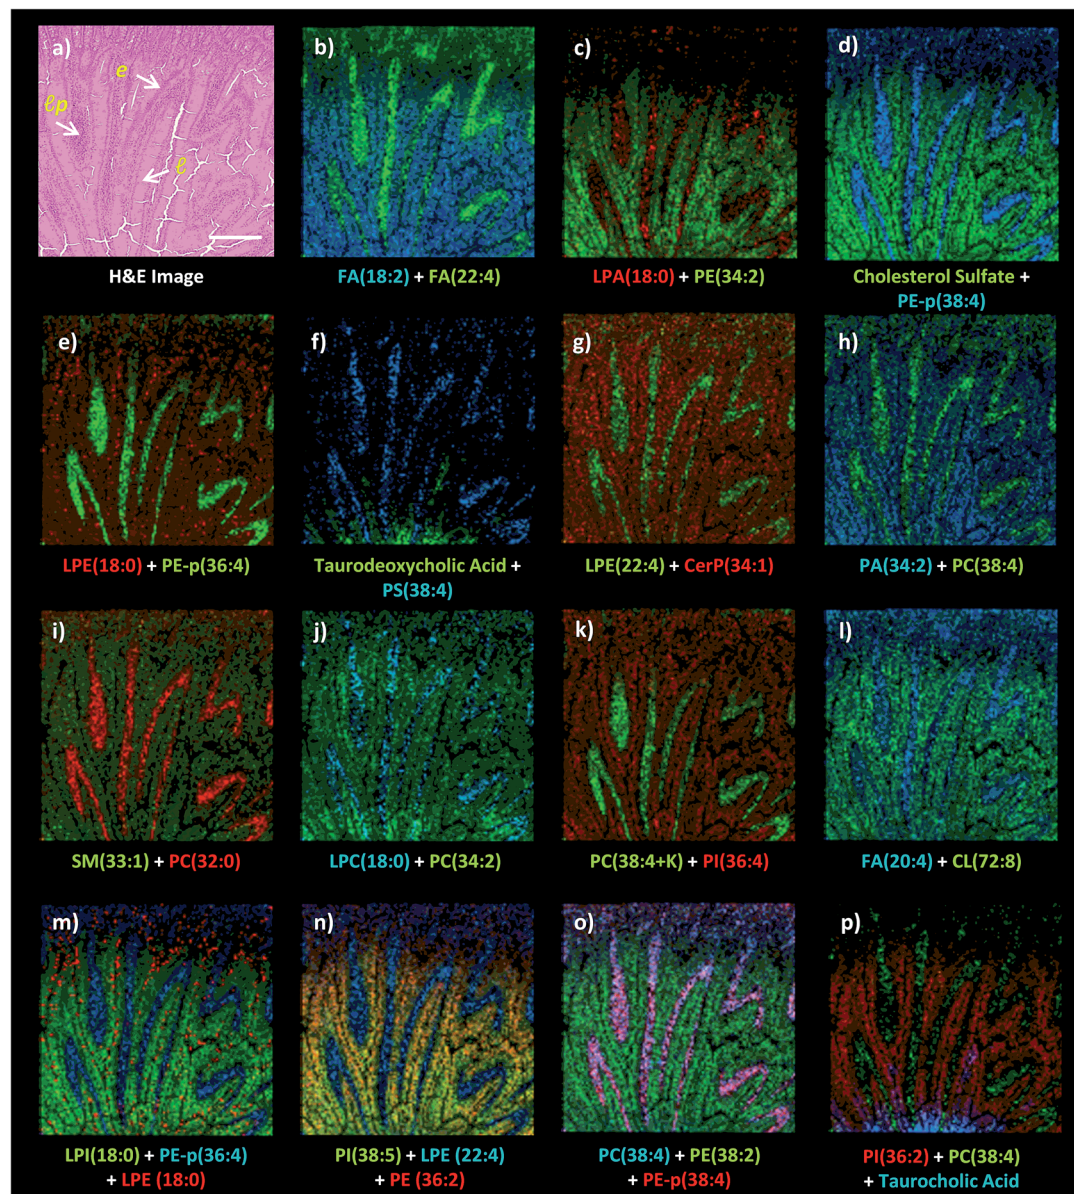 a)
e
ℓp
ℓ
H&E Image
b)
FA(18:2) + FA(22:4)
c)
LPA(18:0) + PE(34:2)
d)
Cholesterol Sulfate +
PE-p(38:4)
e)
LPE(18:0) + PE-p(36:4)
f)
Taurodeoxycholic Acid +
PS(38:4)
g)
LPE(22:4) + CerP(34:1)
h)
PA(34:2) + PC(38:4)
i)
SM(33:1) + PC(32:0)
j)
LPC(18:0) + PC(34:2)
k)
PC(38:4+K) + PI(36:4)
l)
FA(20:4) + CL(72:8)
m)
LPI(18:0) + PE-p(36:4)
+ LPE (18:0)
n)
PI(38:5) + LPE (22:4)
+ PE (36:2)
o)
PC(38:4) + PE(38:2)
+ PE-p(38:4)
p)
PI(36:2) + PC(38:4)
+ Taurocholic Acid